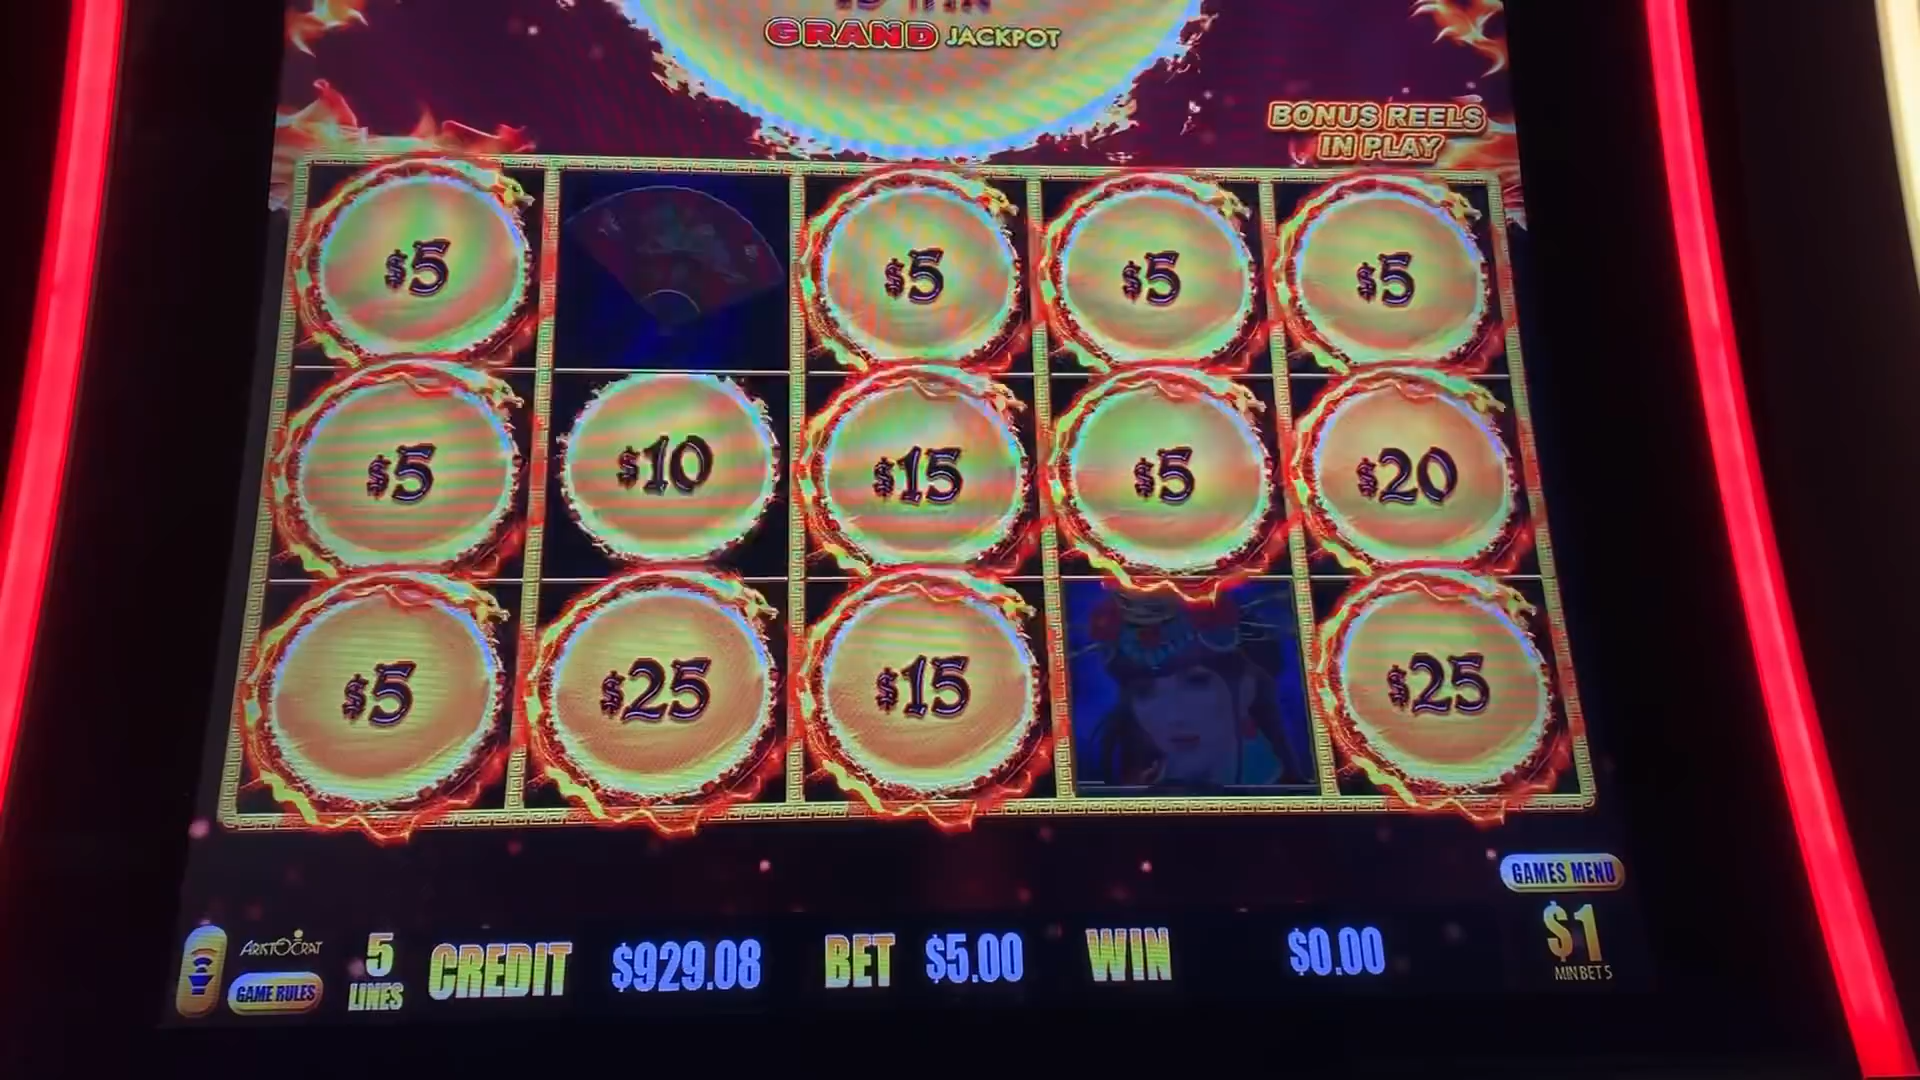 GRAND JACKPOT
BONUS REELS
IN PLAY
$5
$5
$5
$5
$5
$10
$15
$5
$20
$5
$25
$15
$25
GAMES MENU
ARISTOCRAT
GAME RULES
5
LINES
CREDIT $929.08
BET $5.00
WIN $0.00
$1
MIN BET 5